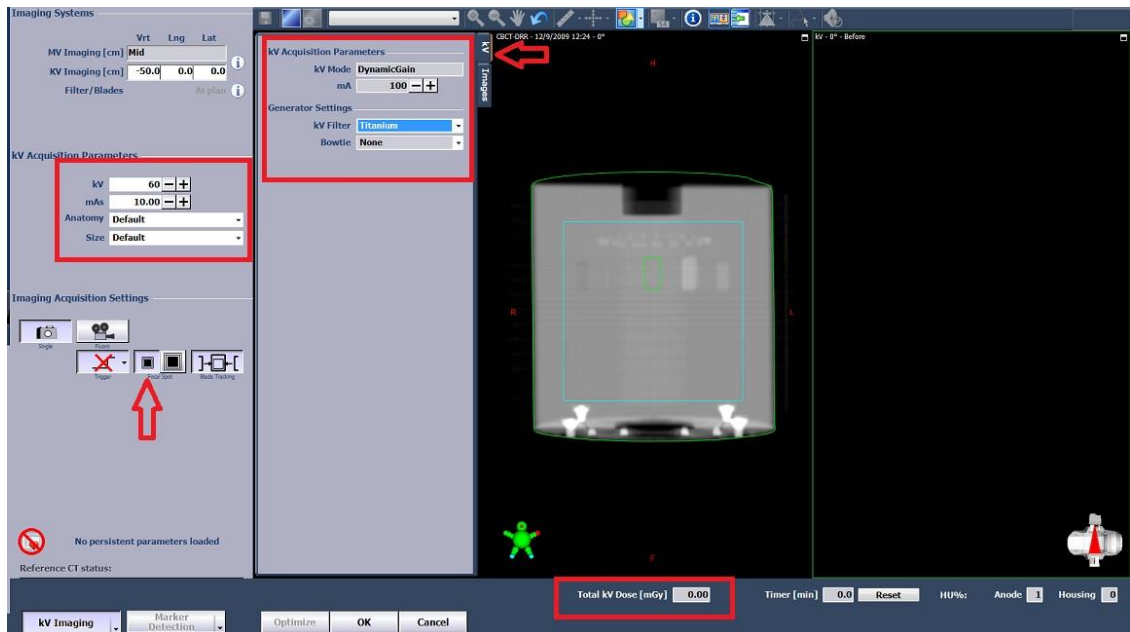 Imaging Systems
Vrt Lng Lat
MV Imaging [cm] Mid
KV Imaging [cm] -50.0 0.0 0.0
Filter/Blades At plan
kV Acquisition Parameters
kV 60
mAs 10.00
Anatomy Default
Size Default
Imaging Acquisition Settings
Single Fluoro
Trigger Focal Spot Blade Tracking
No persistent parameters loaded
Reference CT status:
kV Imaging
Marker Detection
kV Acquisition Parameters
kV Mode DynamicGain
mA 100
Generator Settings
kV Filter Titanium
Bowtie None
kV
Images
Optimize OK Cancel
CBCT-DRR - 12/9/2009 12:24 - 0°
H
R
L
F
kV - 0° - Before
Total kV Dose [mGy] 0.00
Timer [min] 0.0 Reset HU%: Anode 1 Housing 0